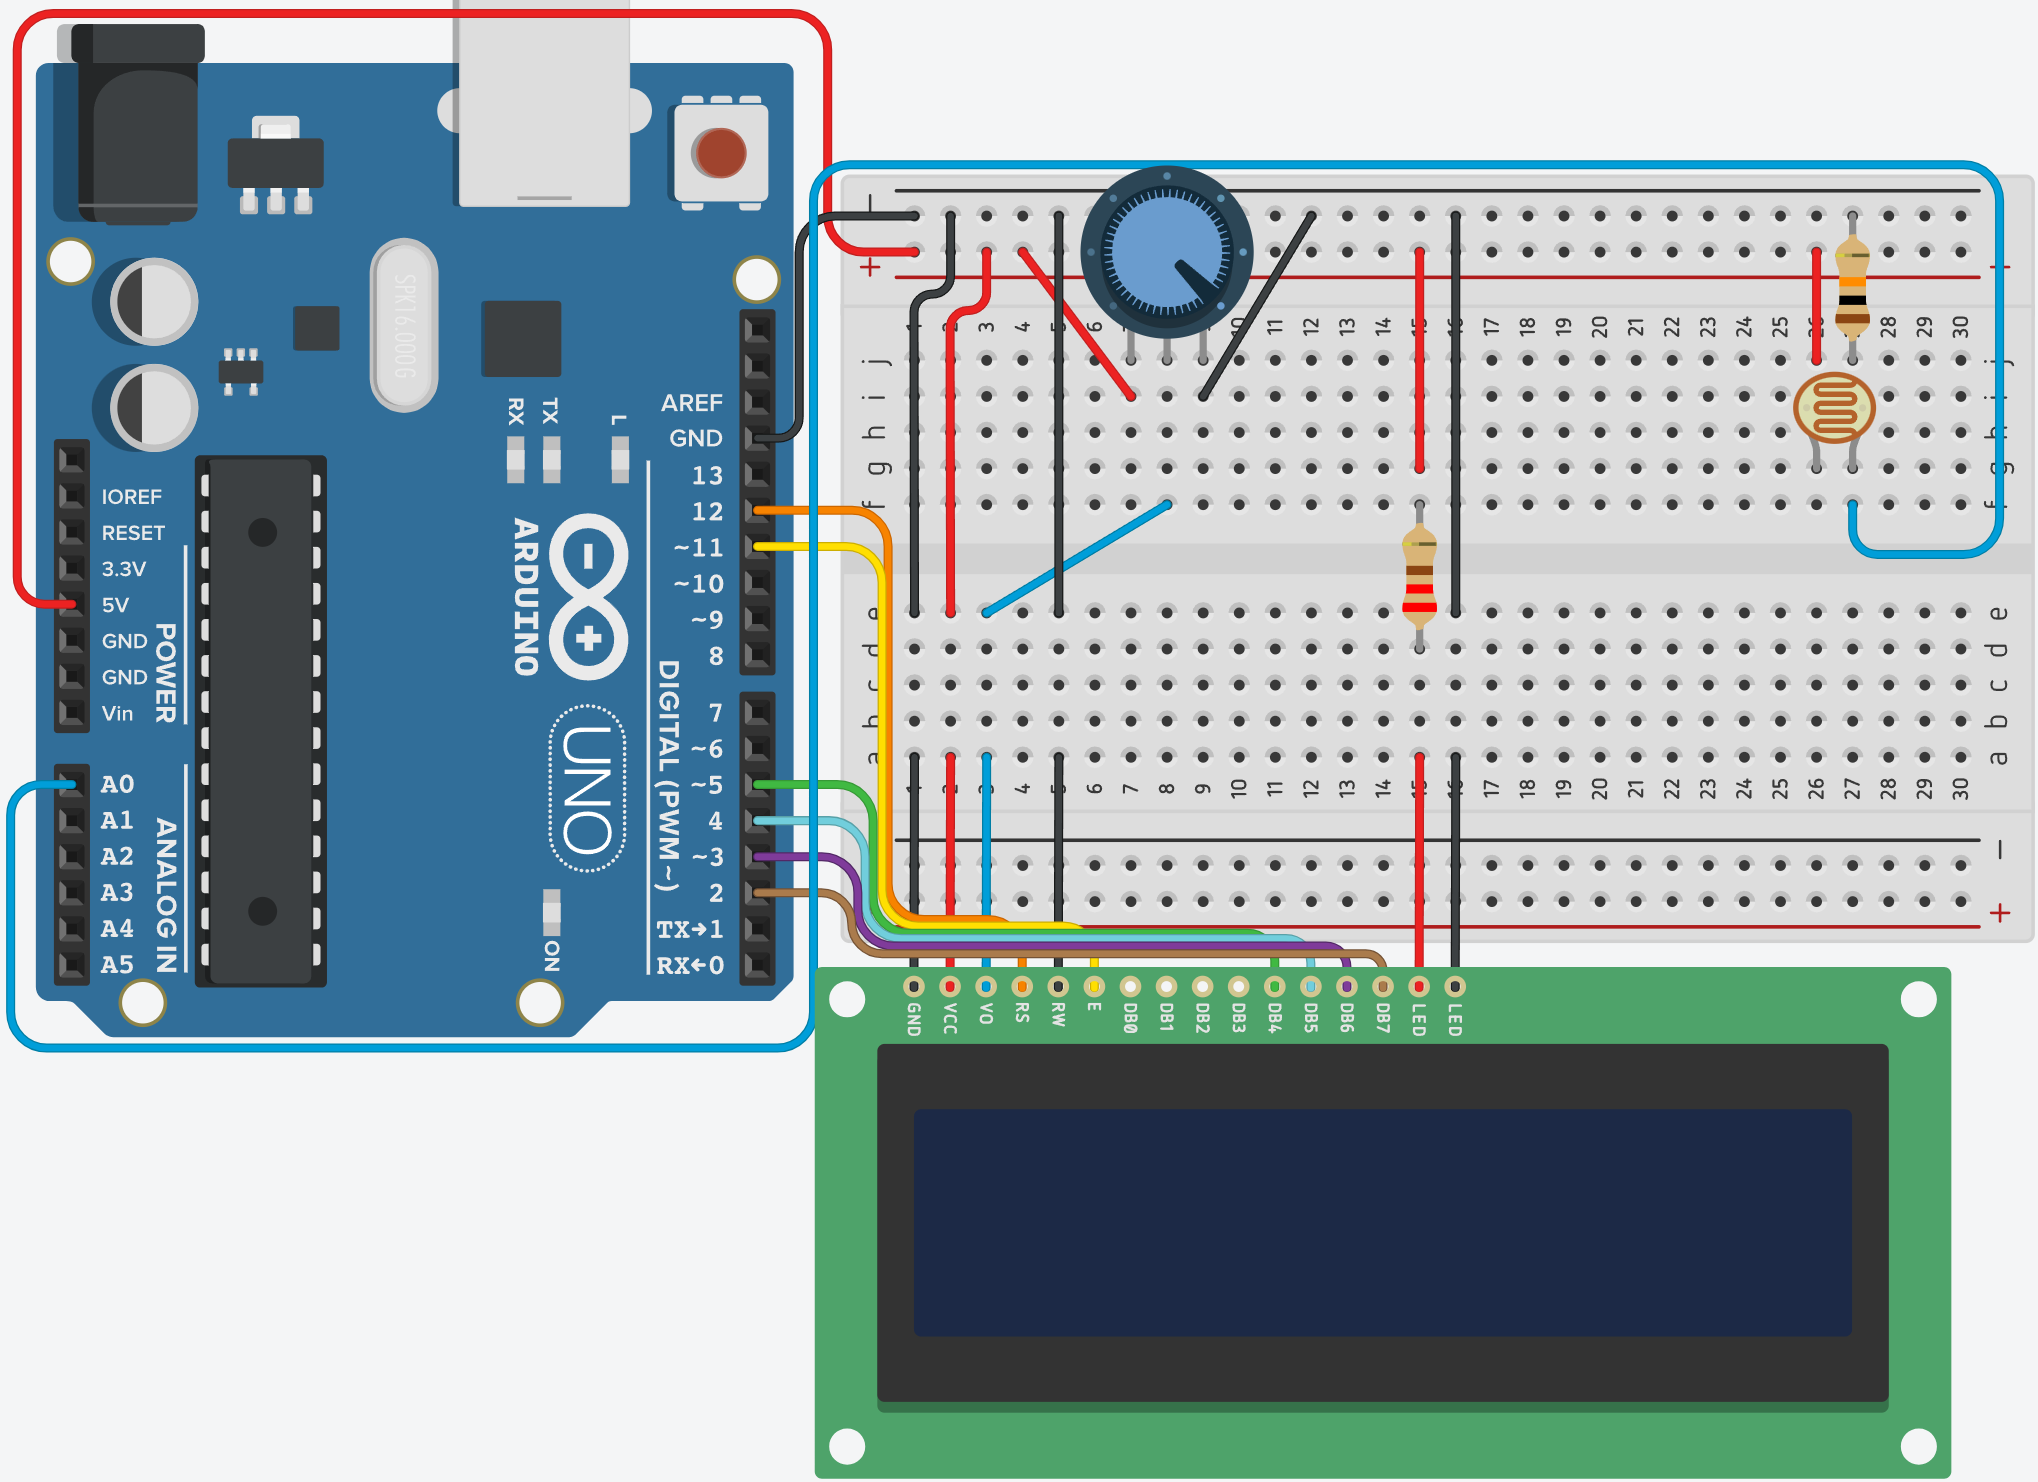 SPK16.000G
RX
TX
L
AREF
GND
13
12
~11
~10
~9
8
7
~6
~5
4
~3
2
TX→1
RX←0
DIGITAL (PWM~)
ARDUINO
UNO
ON
IOREF
RESET
3.3V
5V
GND
GND
Vin
POWER
A0
A1
A2
A3
A4
A5
ANALOG IN
−
+
+
1 2 3 4 5 6 7 9 10 11 12 13 14 15 16 17 18 19 20 21 22 23 24 25 26 27 28 29 30
j j
i i
h h
g g
f f
e e
d d
c c
b b
a a
1 2 3 4 5 6 7 8 9 10 11 12 13 14 15 16 17 18 19 20 21 22 23 24 25 26 27 28 29 30
−
+
GND VCC VO RS RW E DB0 DB1 DB2 DB3 DB4 DB5 DB6 DB7 LED LED